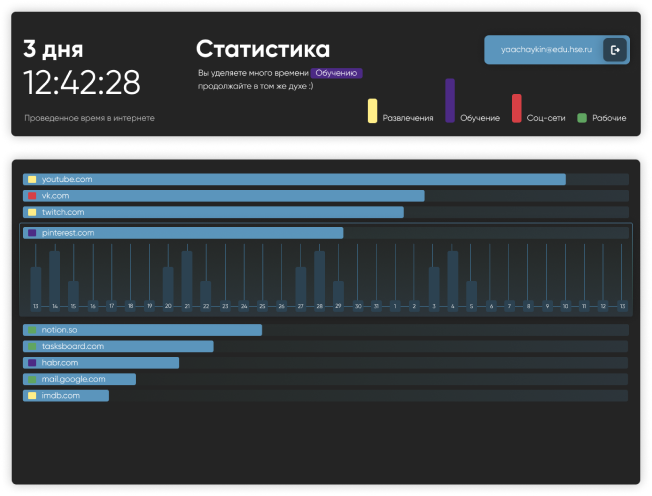 3 дня
12:42:28
Проведенное время в интернете
Статистика
Вы уделяете много времени Обучению
продолжайте в том же духе :)
yaachaykin@edu.hse.ru
Развлечения
Обучение
Соц-сети
Рабочие
youtube.com
vk.com
twitch.com
pinterest.com
13 14 15 16 17 18 19 20 21 22 23 24 25 26 27 28 29 30 31 1 2 3 4 5 6 7 8 9 10 11 12 13
notion.so
tasksboard.com
habr.com
mail.google.com
imdb.com